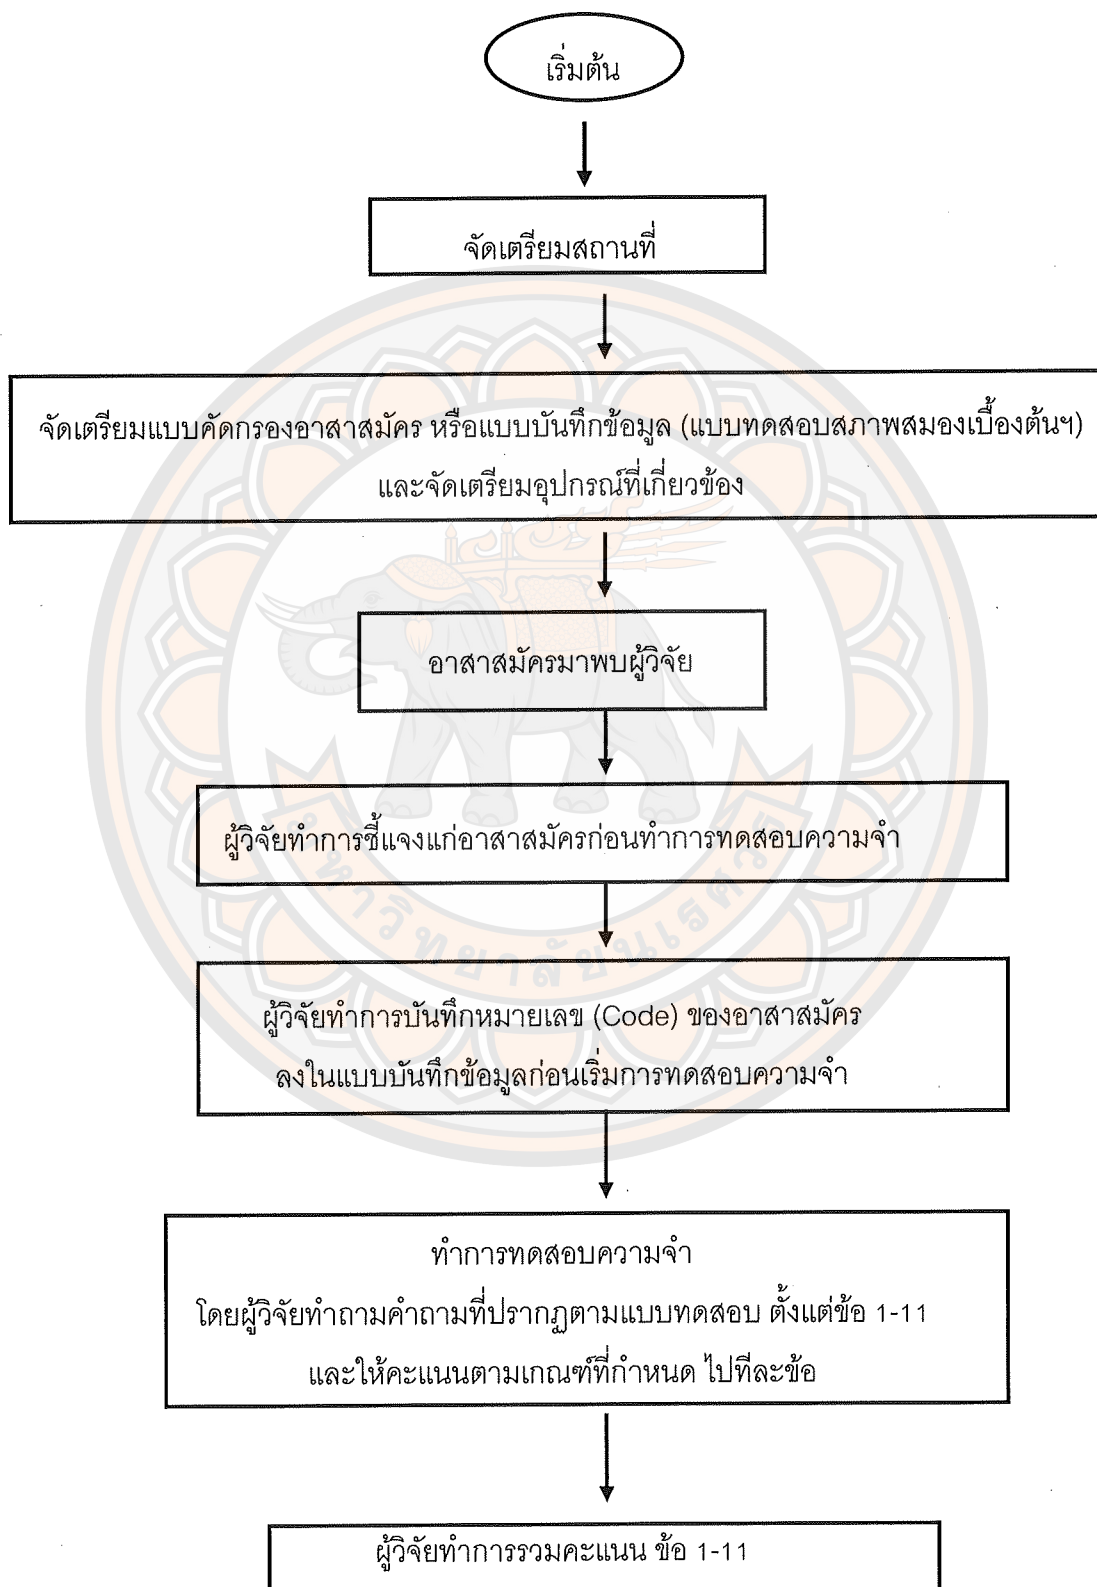 เริ่มต้น
จัดเตรียมสถานที่
จัดเตรียมแบบคัดกรองอาสาสมัคร หรือแบบบันทึกข้อมูล (แบบทดสอบสภาพสมองเบื้องต้นฯ)
และจัดเตรียมอุปกรณ์ที่เกี่ยวข้อง
อาสาสมัครมาพบผู้วิจัย
ผู้วิจัยทำการชี้แจงแก่อาสาสมัครก่อนทำการทดสอบความจำ
ผู้วิจัยทำการบันทึกหมายเลข (Code) ของอาสาสมัคร
ลงในแบบบันทึกข้อมูลก่อนเริ่มการทดสอบความจำ
มหาวิทยาลัยนเรศวร
ทำการทดสอบความจำ
โดยผู้วิจัยทำถามคำถามที่ปรากฏตามแบบทดสอบ ตั้งแต่ข้อ 1-11
และให้คะแนนตามเกณฑ์ที่กำหนด ไปทีละข้อ
ผู้วิจัยทำการรวมคะแนน ข้อ 1-11